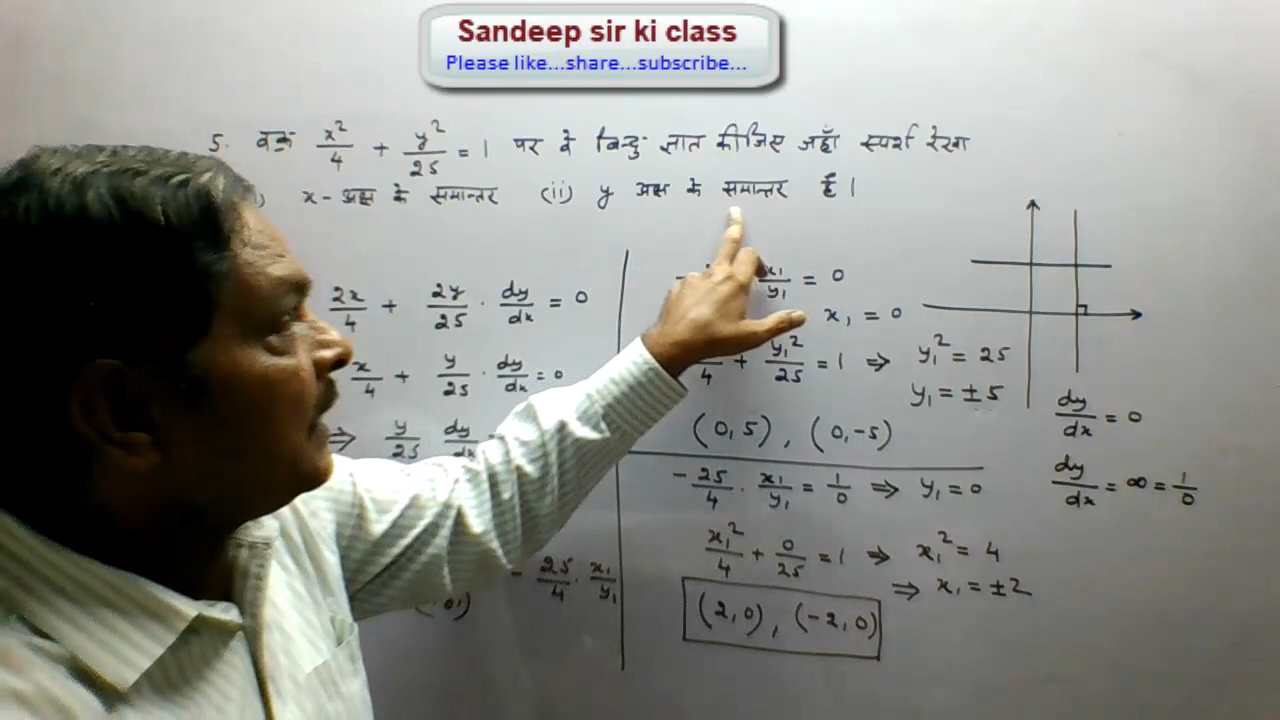 Sandeep sir ki class
Please like...share...subscribe...
5. वक्र x²/4 + y²/25 = 1 पर वे बिन्दु ज्ञात कीजिए जहाँ स्पर्श रेखा
x-अक्ष के समान्तर (ii) y अक्ष के समान्तर है।
2x/4 + 2y/25 · dy/dx = 0
x/4 + y/25 · dy/dx = 0
⇒ y/25 dy/dx
- 25/4 · x₁/y₁
x₁/y₁ = 0
x₁ = 0
/4 + y₁²/25 = 1 ⇒ y₁² = 25
y₁ = ±5
(0, 5), (0, -5)
- 25/4 · x₁/y₁ = 1/0 ⇒ y₁ = 0
x₁²/4 + 0/25 = 1 ⇒ x₁² = 4
⇒ x₁ = ±2
(2, 0), (-2, 0)
dy/dx = 0
dy/dx = ∞ = 1/0